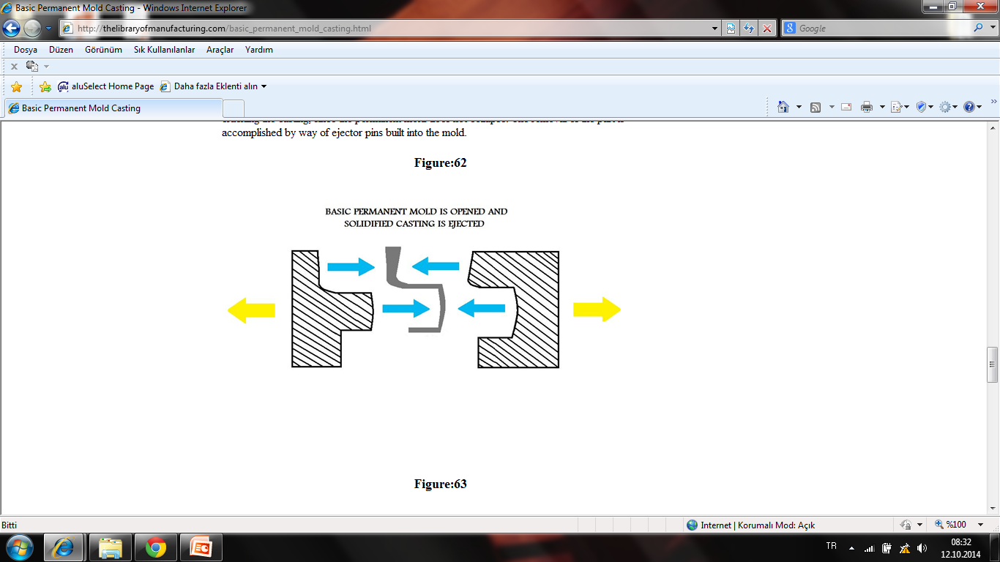 Basic Permanent Mold Casting - Windows Internet Explorer
http://thelibraryofmanufacturing.com/basic_permanent_mold_casting.html
Google
Dosya Düzen Görünüm Sık Kullanılanlar Araçlar Yardım
aluSelect Home Page Daha fazla Eklenti alın
Basic Permanent Mold Casting
accomplished by way of ejector pins built into the mold.
Figure:62
BASIC PERMANENT MOLD IS OPENED AND
SOLIDIFIED CASTING IS EJECTED
Figure:63
Bitti
Internet | Korumalı Mod: Açık
%100
TR
08:32
12.10.2014